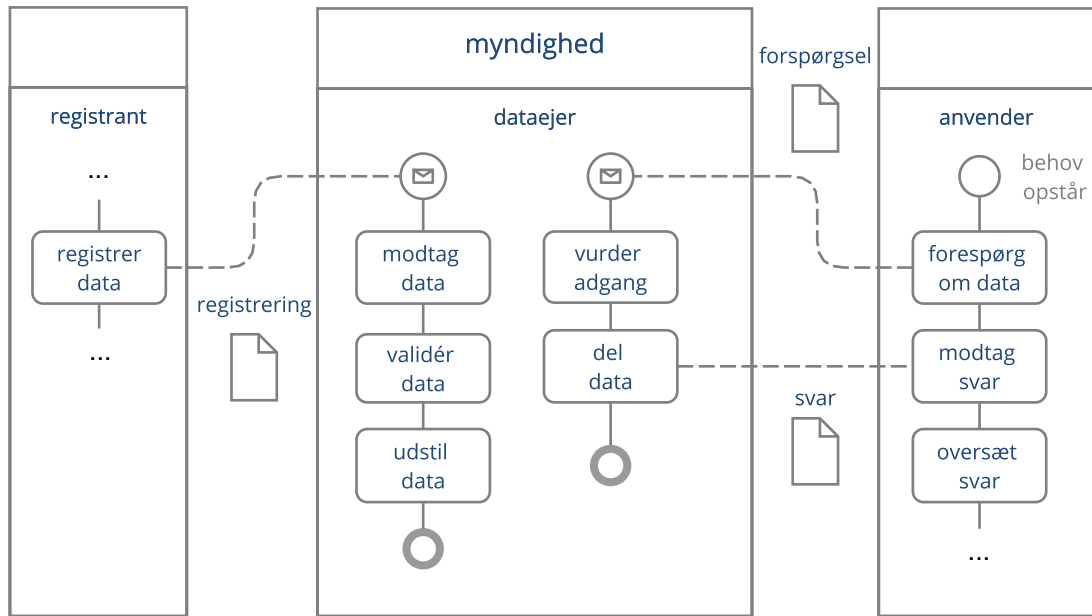 myndighed
forspørgsel
registrant
dataejer
anvender
...
behov
opstår
registrer
data
modtag
data
vurder
adgang
forespørg
om data
registrering
...
validér
data
del
data
modtag
svar
svar
udstil
data
oversæt
svar
...